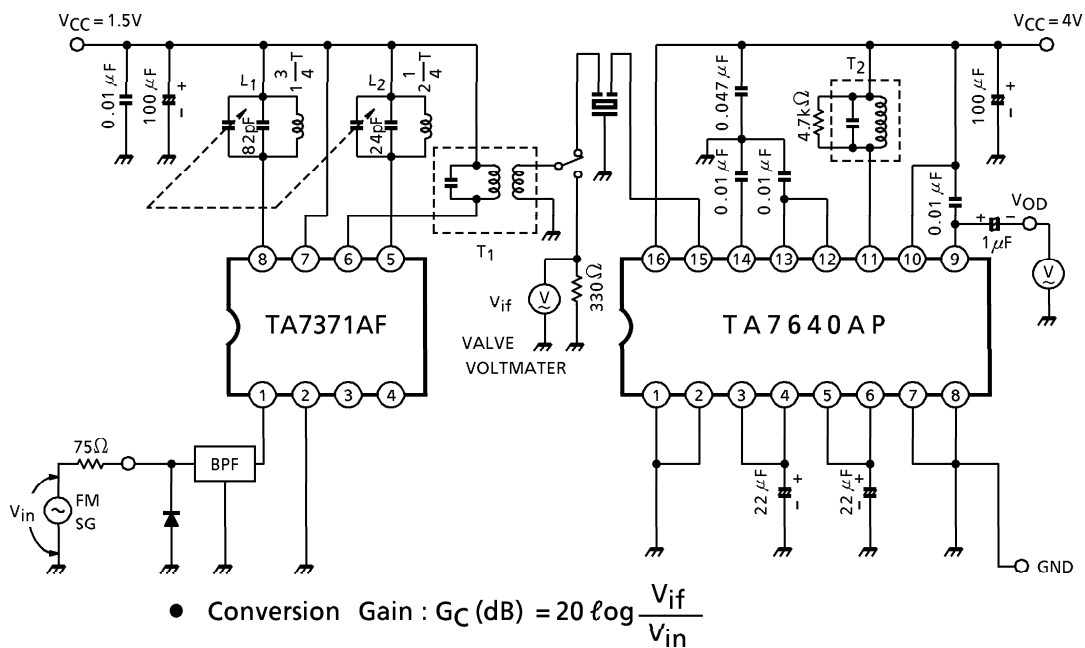 VCC = 1.5V
VCC = 4V
0.01 μF
100 μF
+
-
L1
1 3/4 T
82pF
L2
2 1/4 T
24pF
T1
0.047 μF
0.01 μF
0.01 μF
T2
4.7kΩ
0.01 μF
100 μF
+
-
VOD
+
-
1μF
V
8 7 6 5
TA7371AF
1 2 3 4
Vif
V
330Ω
VALVE
VOLTMATER
16 15 14 13 12 11 10 9
TA7640AP
1 2 3 4 5 6 7 8
75Ω
BPF
Vin
FM
SG
22 μF
+
-
22 μF
+
-
GND
● Conversion Gain : GC (dB) = 20 ℓog Vif / Vin